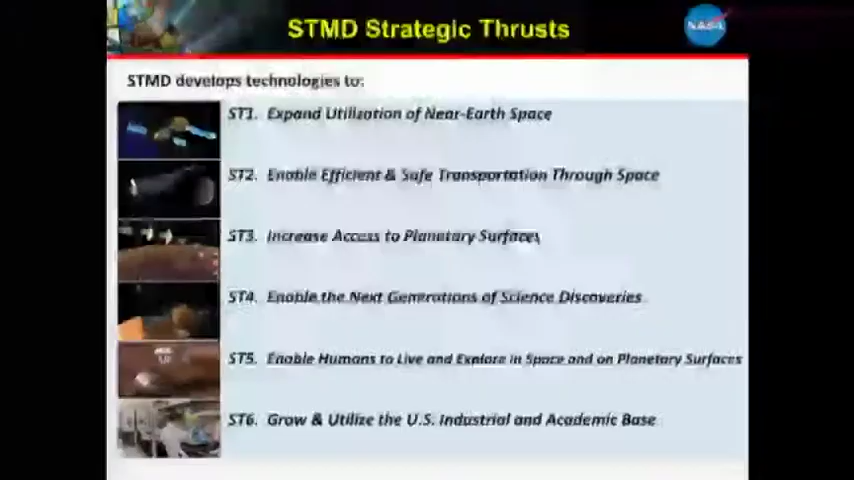 STMD Strategic Thrusts
NASA
STMD develops technologies to:
ST1. Expand Utilization of Near-Earth Space
ST2. Enable Efficient & Safe Transportation Through Space
ST3. Increase Access to Planetary Surfaces
ST4. Enable the Next Generations of Science Discoveries
ST5. Enable Humans to Live and Explore in Space and on Planetary Surfaces
ST6. Grow & Utilize the U.S. Industrial and Academic Base